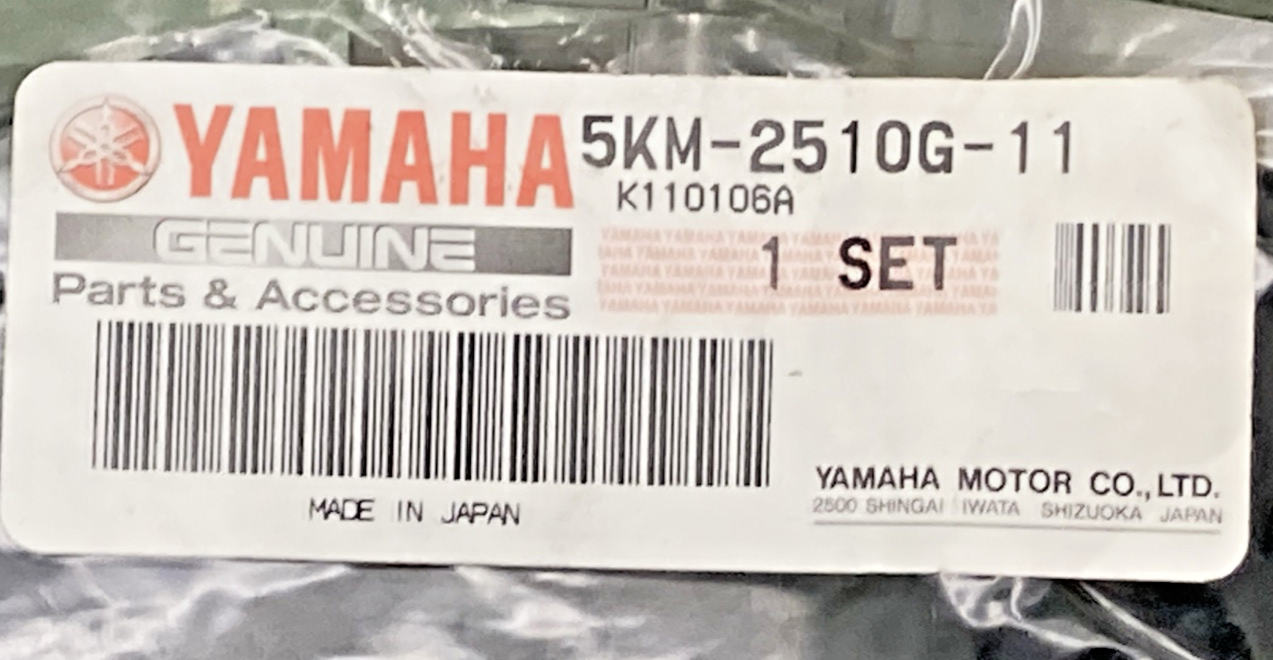 YAMAHA 5KM-2510G-11
K110106A
GENUINE
1 SET
Parts & Accessories
MADE IN JAPAN
YAMAHA MOTOR CO.,LTD.
2500 SHINGAI IWATA SHIZUOKA JAPAN